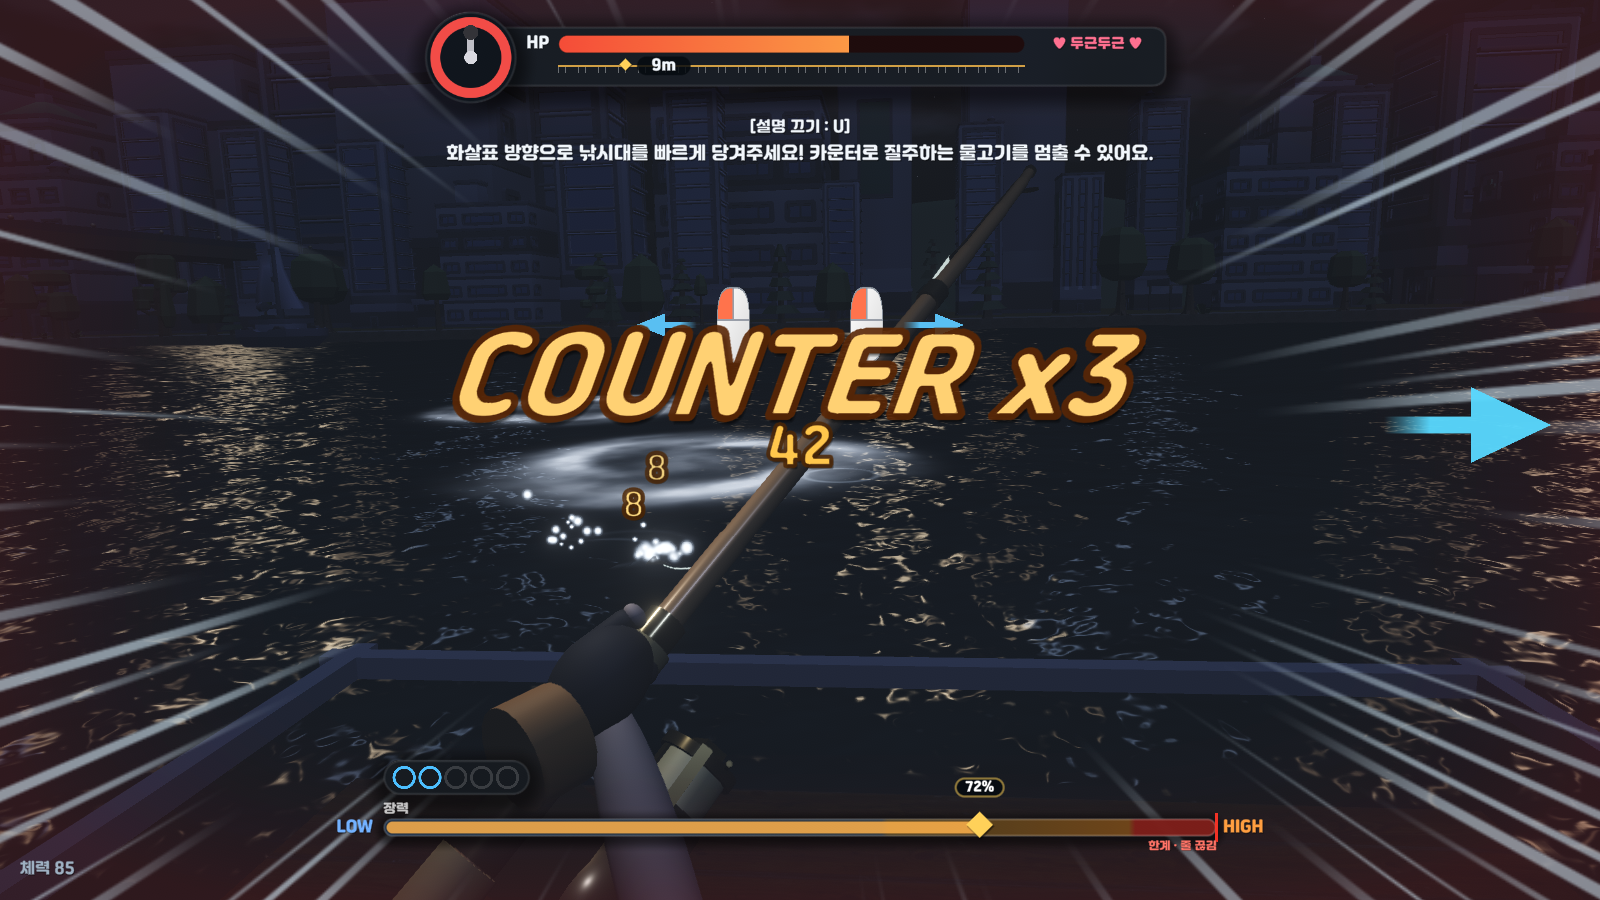 HP
♥ 두근두근 ♥
9m
[설명 끄기 : U]
화살표 방향으로 낚시대를 빠르게 당겨주세요! 카운터로 질주하는 물고기를 멈출 수 있어요.
COUNTER x3
42
8
8
72%
장력
LOW
HIGH
한계 · 줄 끊김
체력 85